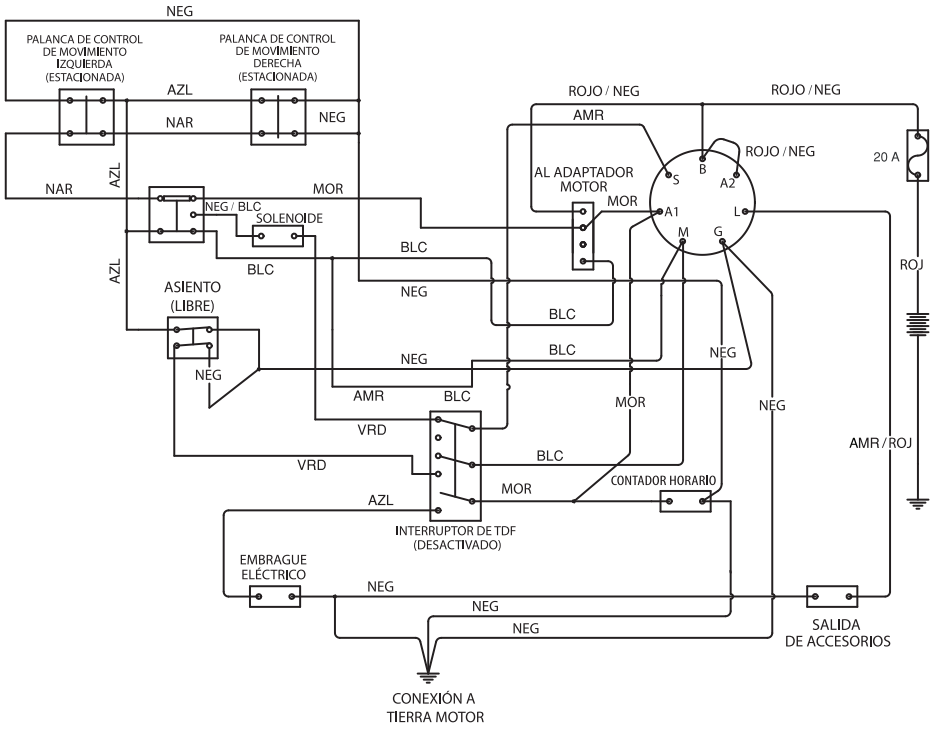 NEG
PALANCA DE CONTROL
DE MOVIMIENTO
IZQUIERDA
(ESTACIONADA)
PALANCA DE CONTROL
DE MOVIMIENTO
DERECHA
(ESTACIONADA)
AZL
NEG
NAR
ROJO / NEG
ROJO / NEG
AMR
ROJO / NEG
20 A
AZL
NAR
MOR
NEG / BLC
SOLENOIDE
AL ADAPTADOR
MOTOR
MOR
S
B
A2
A1
L
M
G
BLC
BLC
AZL
NEG
ROJ
ASIENTO
(LIBRE)
BLC
BLC
NEG
NEG
NEG
AMR
BLC
MOR
NEG
VRD
AMR / ROJ
VRD
BLC
MOR
CONTADOR HORARIO
AZL
INTERRUPTOR DE TDF
(DESACTIVADO)
EMBRAGUE
ELÉCTRICO
NEG
NEG
NEG
SALIDA
DE ACCESORIOS
CONEXIÓN A
TIERRA MOTOR